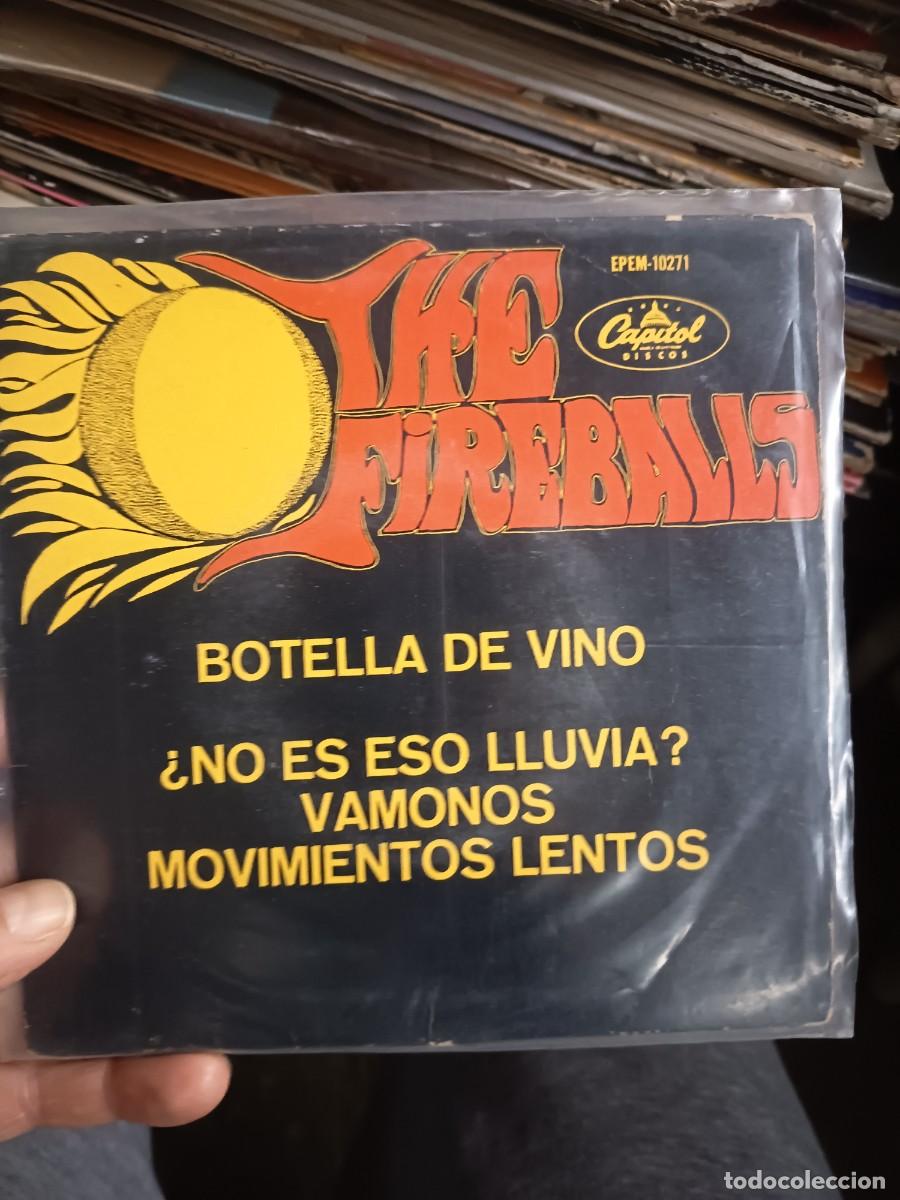 THE
FIREBALLS
EPEM-10271
Capitol
DISCOS
BOTELLA DE VINO
¿NO ES ESO LLUVIA?
VAMONOS
MOVIMIENTOS LENTOS
todocoleccion